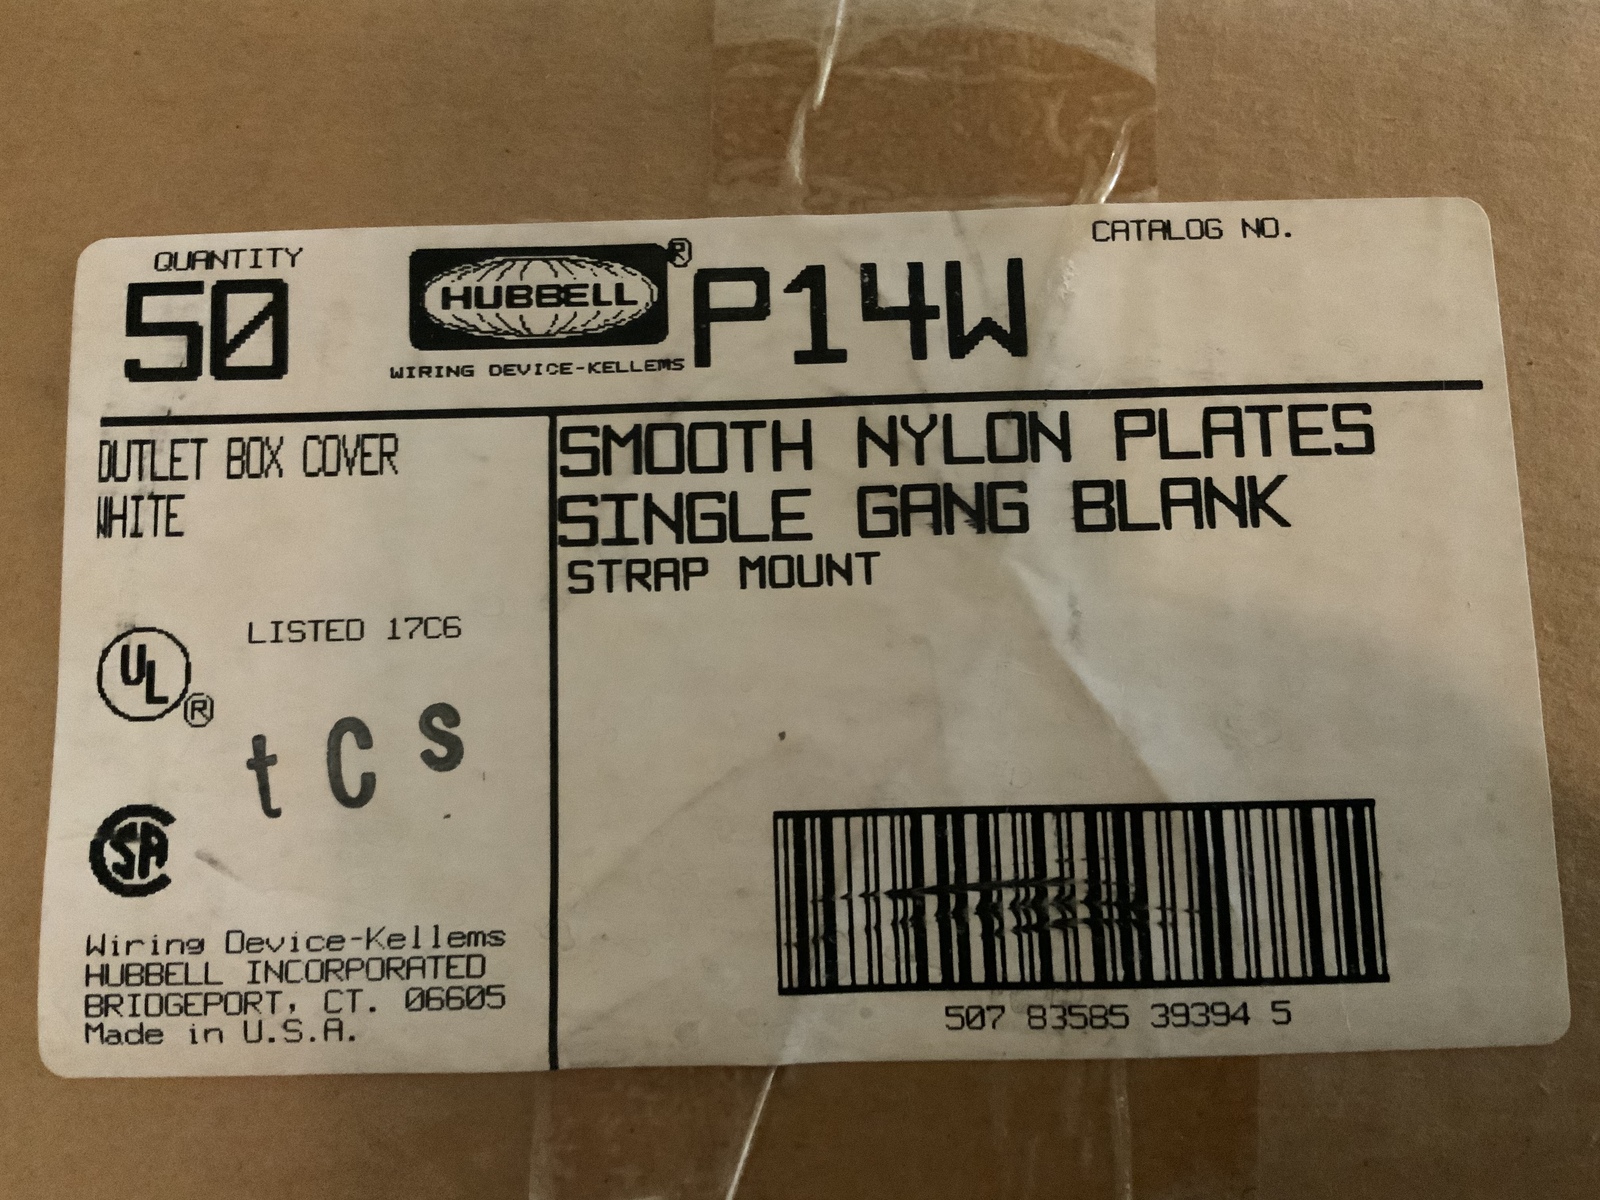 CATALOG NO.
QUANTITY
50
HUBBELL®
P14W
WIRING DEVICE-KELLEMS
OUTLET BOX COVER
WHITE
SMOOTH NYLON PLATES
SINGLE GANG BLANK
STRAP MOUNT
LISTED 17C6
UL®
t C s
CSA
Wiring Device-Kellems
HUBBELL INCORPORATED
BRIDGEPORT, CT. 06605
Made in U.S.A.
507 83585 39394 5